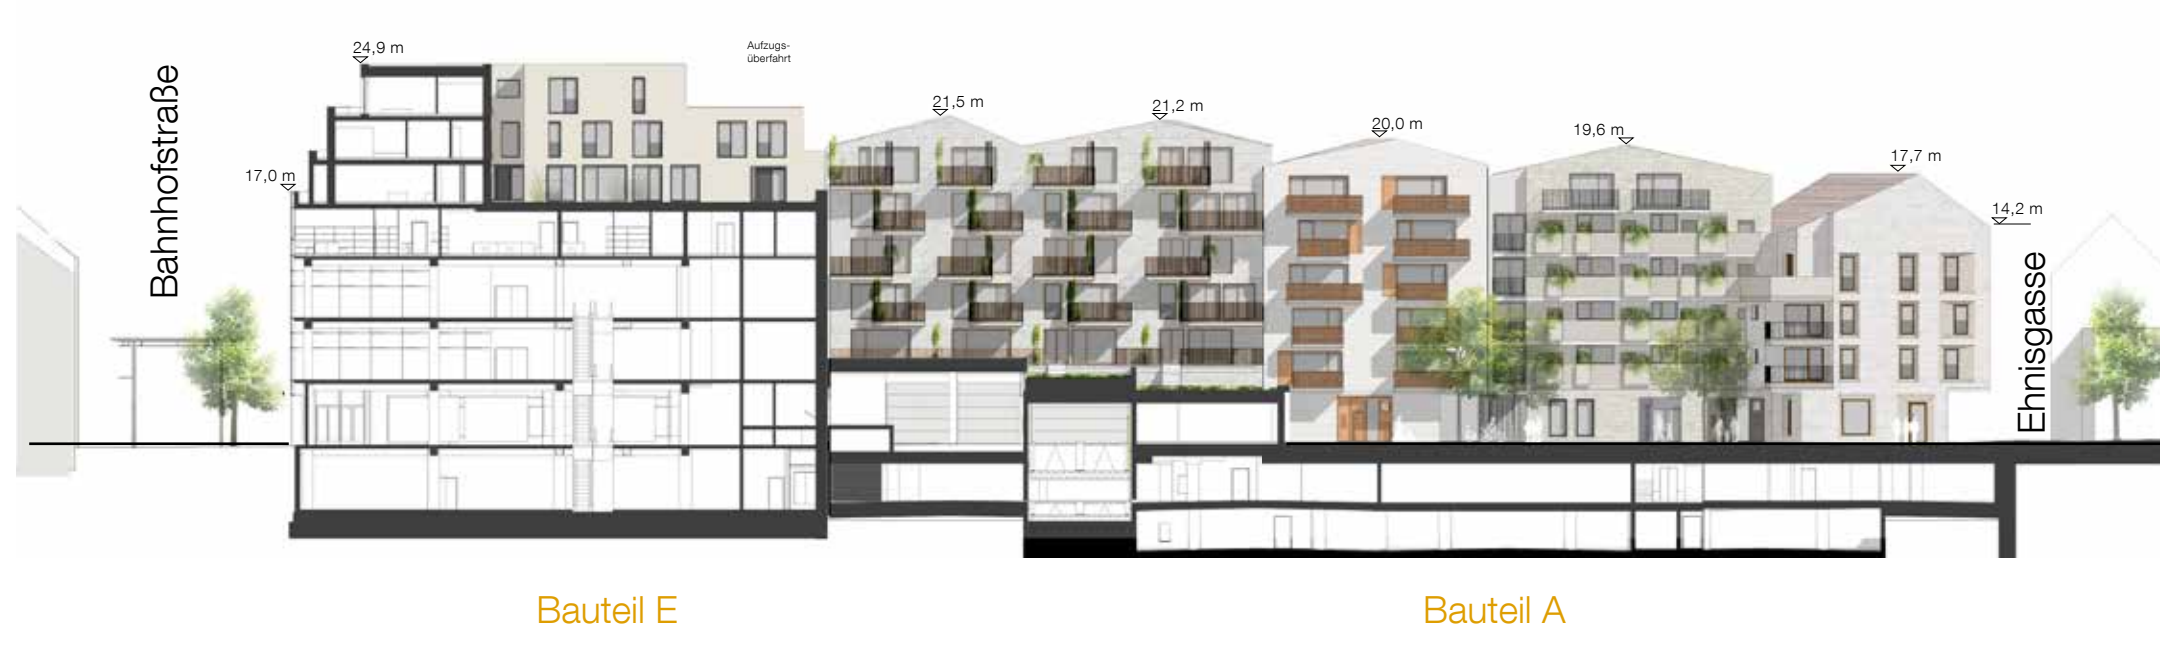 24,9 m
Aufzugs-
überfahrt
Bahnhofstraße
17,0 m
21,5 m
21,2 m
20,0 m
19,6 m
17,7 m
14,2 m
Ehnisgasse
Bauteil E
Bauteil A